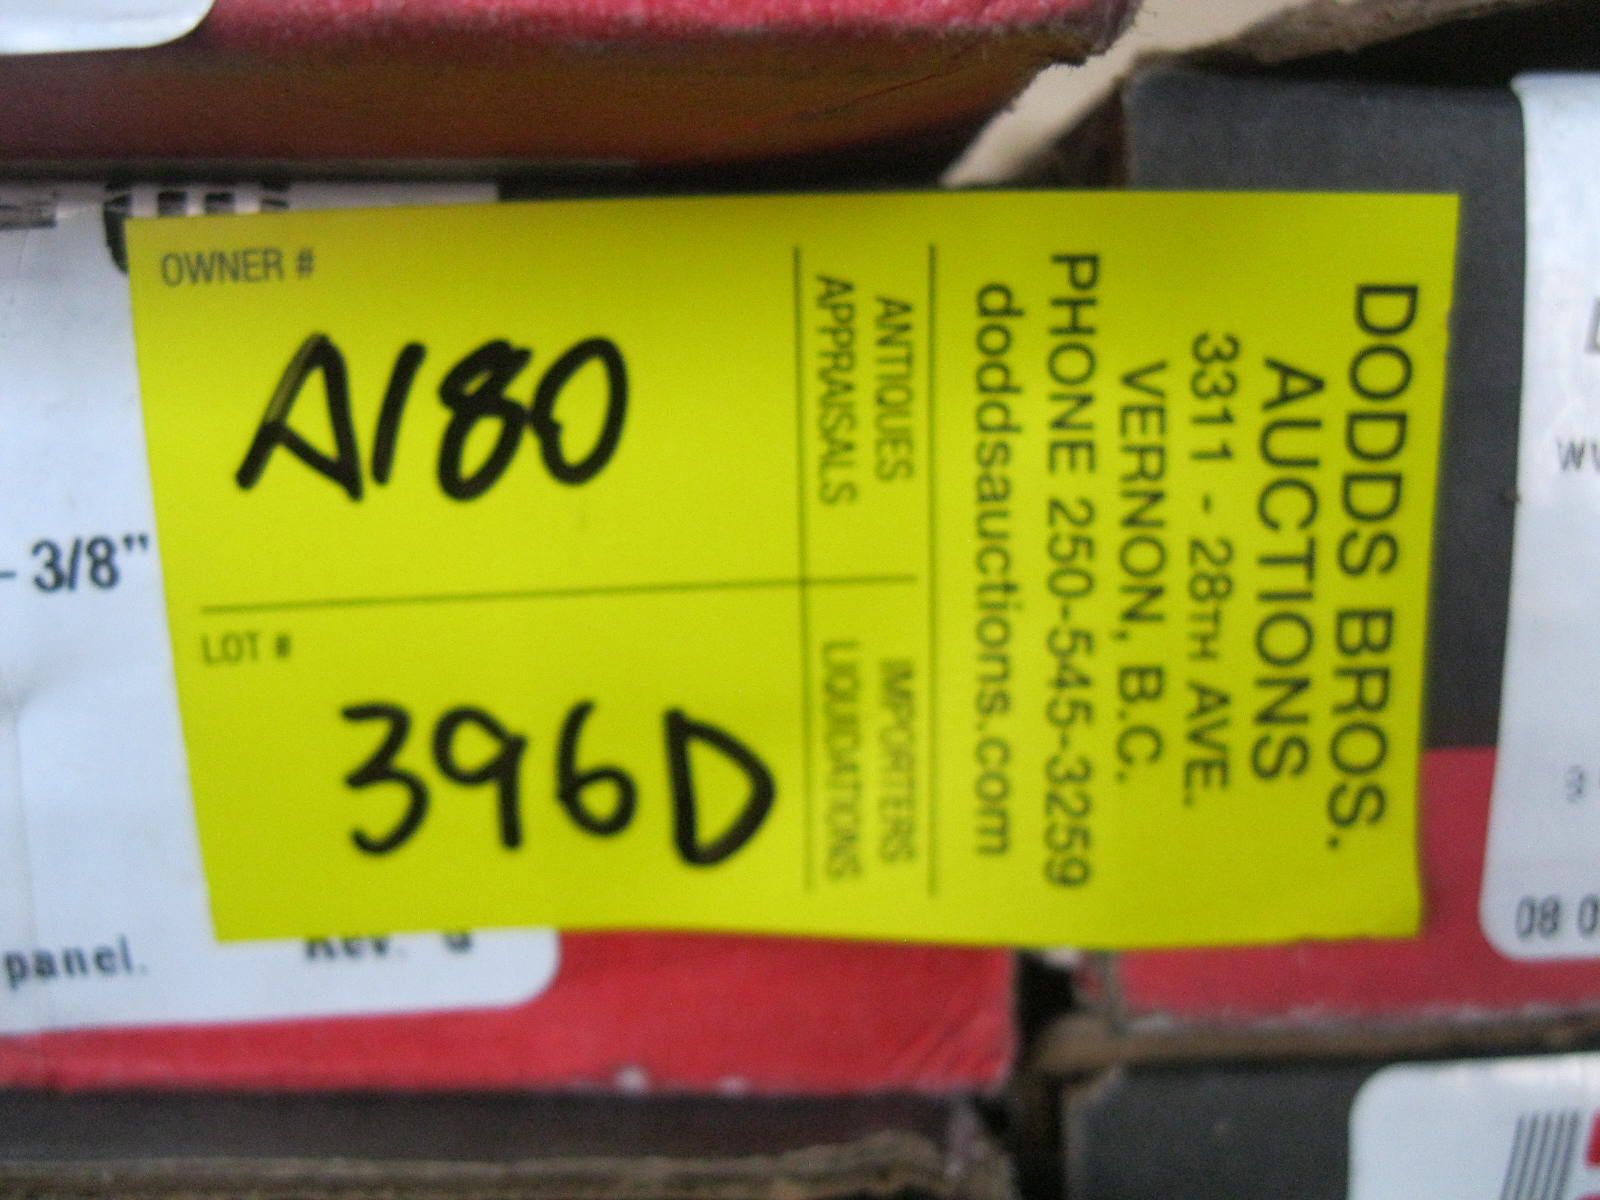 OWNER #
A180
LOT #
396D
ANTIQUES
APPRAISALS
IMPORTERS
LIQUIDATIONS
DODDS BROS.
AUCTIONS
3311 - 28TH AVE.
VERNON, B.C.
PHONE 250-545-3259
doddsauctions.com
- 3/8"
panel.
Rev.
08